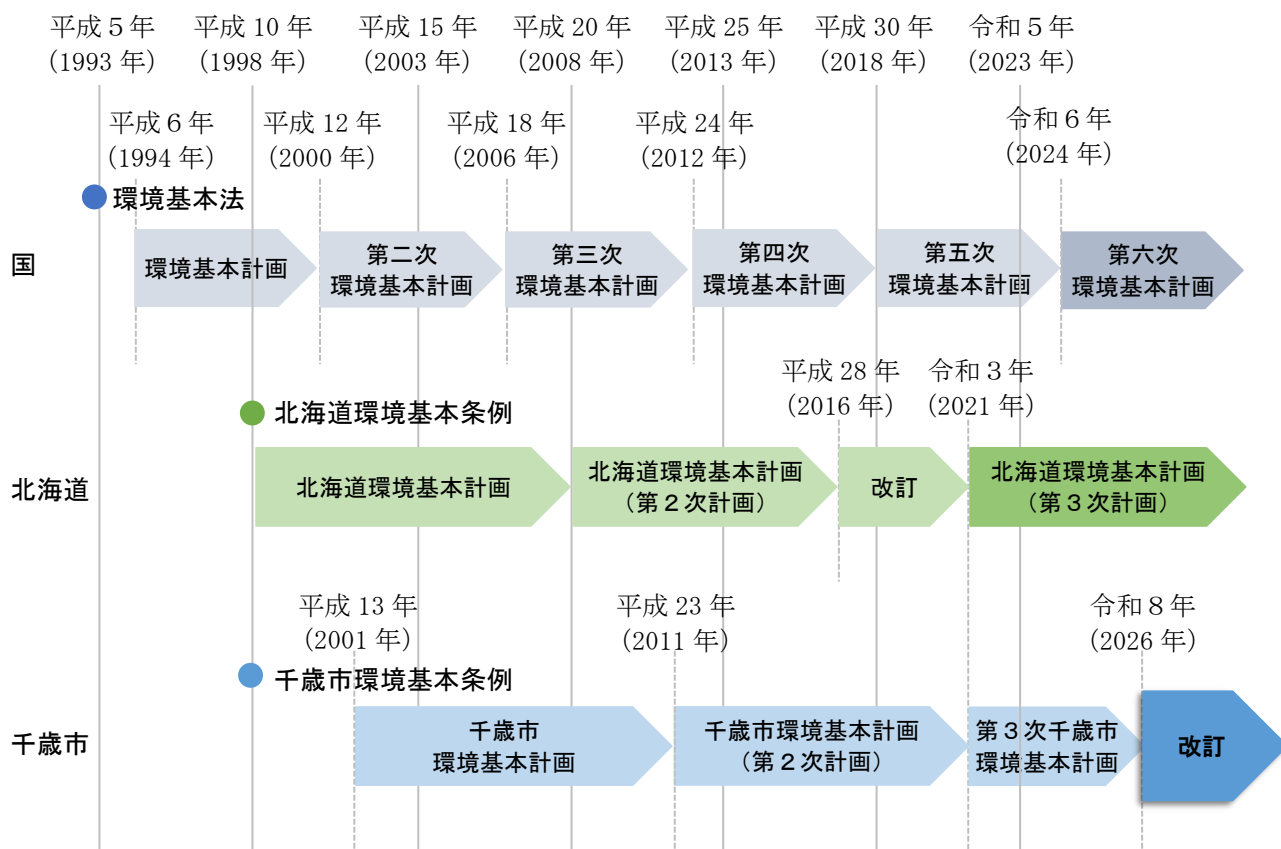 平成５年
(1993 年)
平成 10 年
(1998 年)
平成 15 年
(2003 年)
平成 20 年
(2008 年)
平成 25 年
(2013 年)
平成 30 年
(2018 年)
令和５年
(2023 年)
平成６年
(1994 年)
平成 12 年
(2000 年)
平成 18 年
(2006 年)
平成 24 年
(2012 年)
令和６年
(2024 年)
環境基本法
国
環境基本計画
第二次
環境基本計画
第三次
環境基本計画
第四次
環境基本計画
第五次
環境基本計画
第六次
環境基本計画
平成 28 年
(2016 年)
令和３年
(2021 年)
北海道環境基本条例
北海道
北海道環境基本計画
北海道環境基本計画
（第２次計画）
改訂
北海道環境基本計画
（第３次計画）
平成 13 年
(2001 年)
平成 23 年
(2011 年)
令和８年
(2026 年)
千歳市環境基本条例
千歳市
千歳市
環境基本計画
千歳市環境基本計画
（第２次計画）
第３次千歳市
環境基本計画
改訂